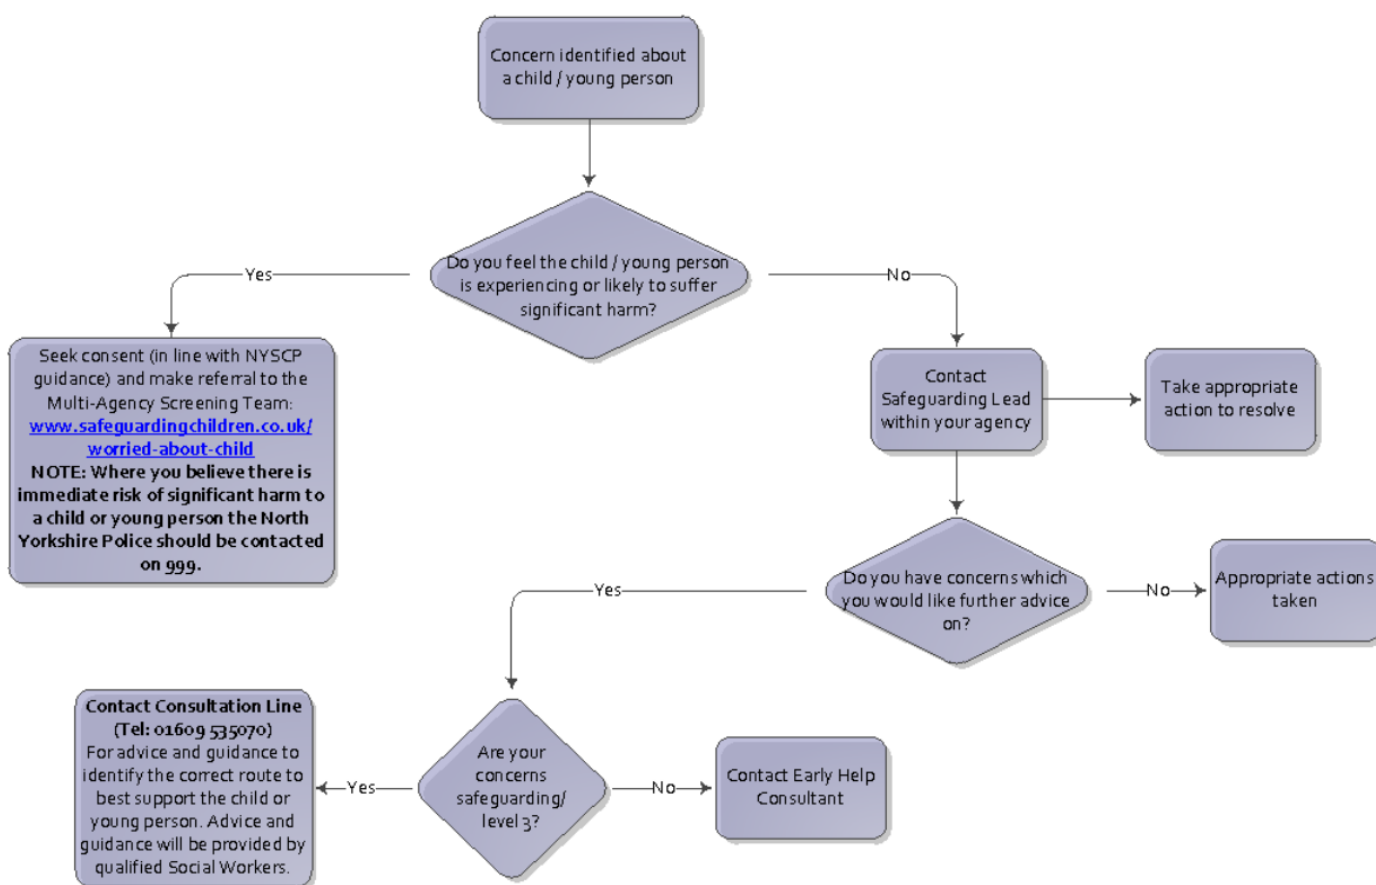 Concern identified about
a child / young person
Do you feel the child / young person
is experiencing or likely to suffer
significant harm?
Yes
No
Seek consent (in line with NYSCP
guidance) and make referral to the
Multi-Agency Screening Team:
www.safeguardingchildren.co.uk/
worried-about-child
NOTE: Where you believe there is
immediate risk of significant harm to
a child or young person the North
Yorkshire Police should be contacted
on 999.
Contact
Safeguarding Lead
within your agency
Take appropriate
action to resolve
Do you have concerns which
you would like further advice
on?
Yes
No
Appropriate actions
taken
Are your
concerns
safeguarding/
level 3?
Yes
No
Contact Consultation Line
(Tel: 01609 535070)
For advice and guidance to
identify the correct route to
best support the child or
young person. Advice and
guidance will be provided by
qualified Social Workers.
Contact Early Help
Consultant